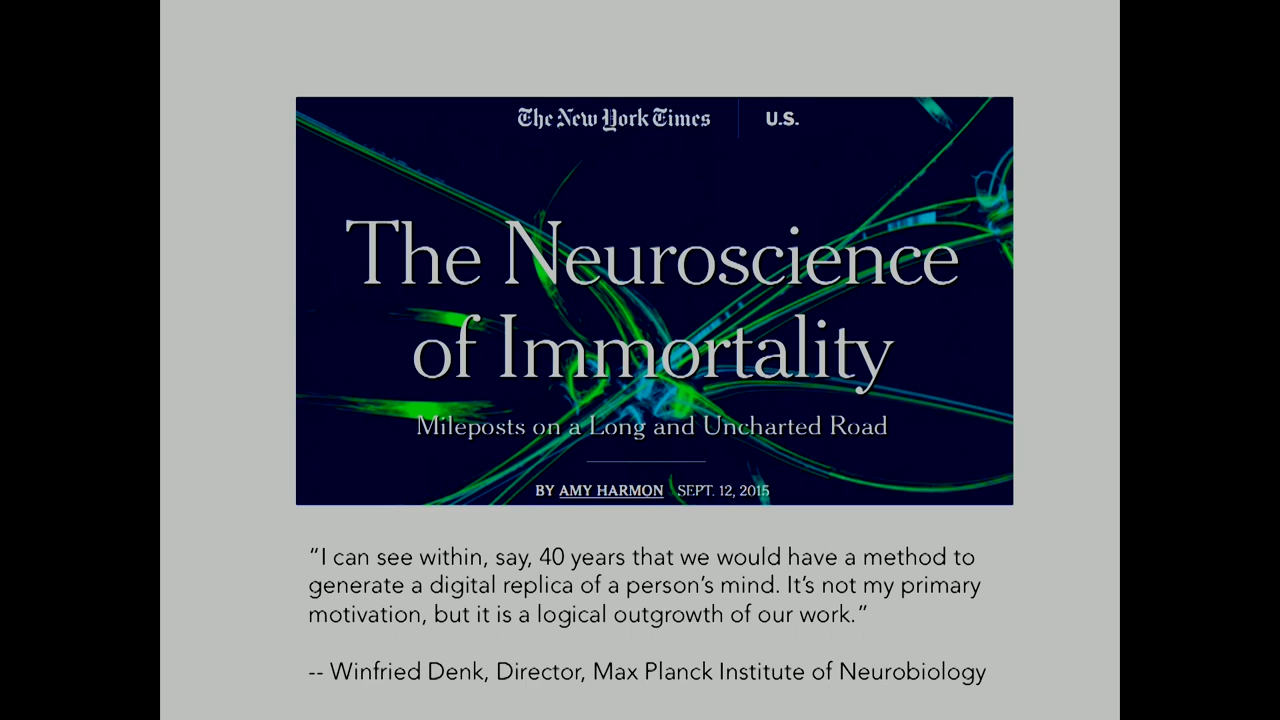 The New York Times U.S.
The Neuroscience
of Immortality
Mileposts on a Long and Uncharted Road
BY AMY HARMON SEPT. 12, 2015
“I can see within, say, 40 years that we would have a method to
generate a digital replica of a person’s mind. It’s not my primary
motivation, but it is a logical outgrowth of our work.”
-- Winfried Denk, Director, Max Planck Institute of Neurobiology